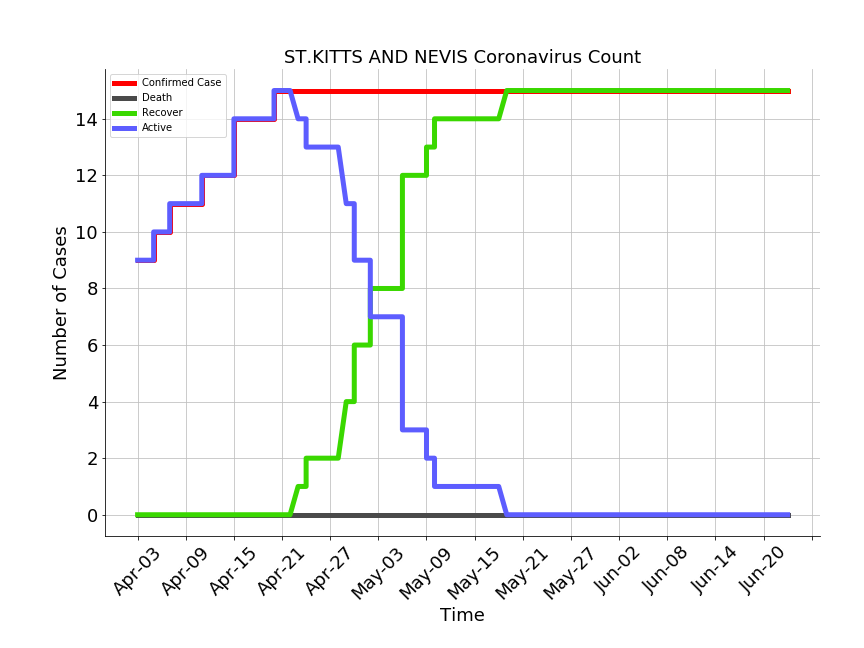 ST.KITTS AND NEVIS Coronavirus Count
Confirmed Case
Death
Recover
Active
Number of Cases
14
12
10
8
6
4
2
0
Apr-03
Apr-09
Apr-15
Apr-21
Apr-27
May-03
May-09
May-15
May-21
May-27
Jun-02
Jun-08
Jun-14
Jun-20
Time